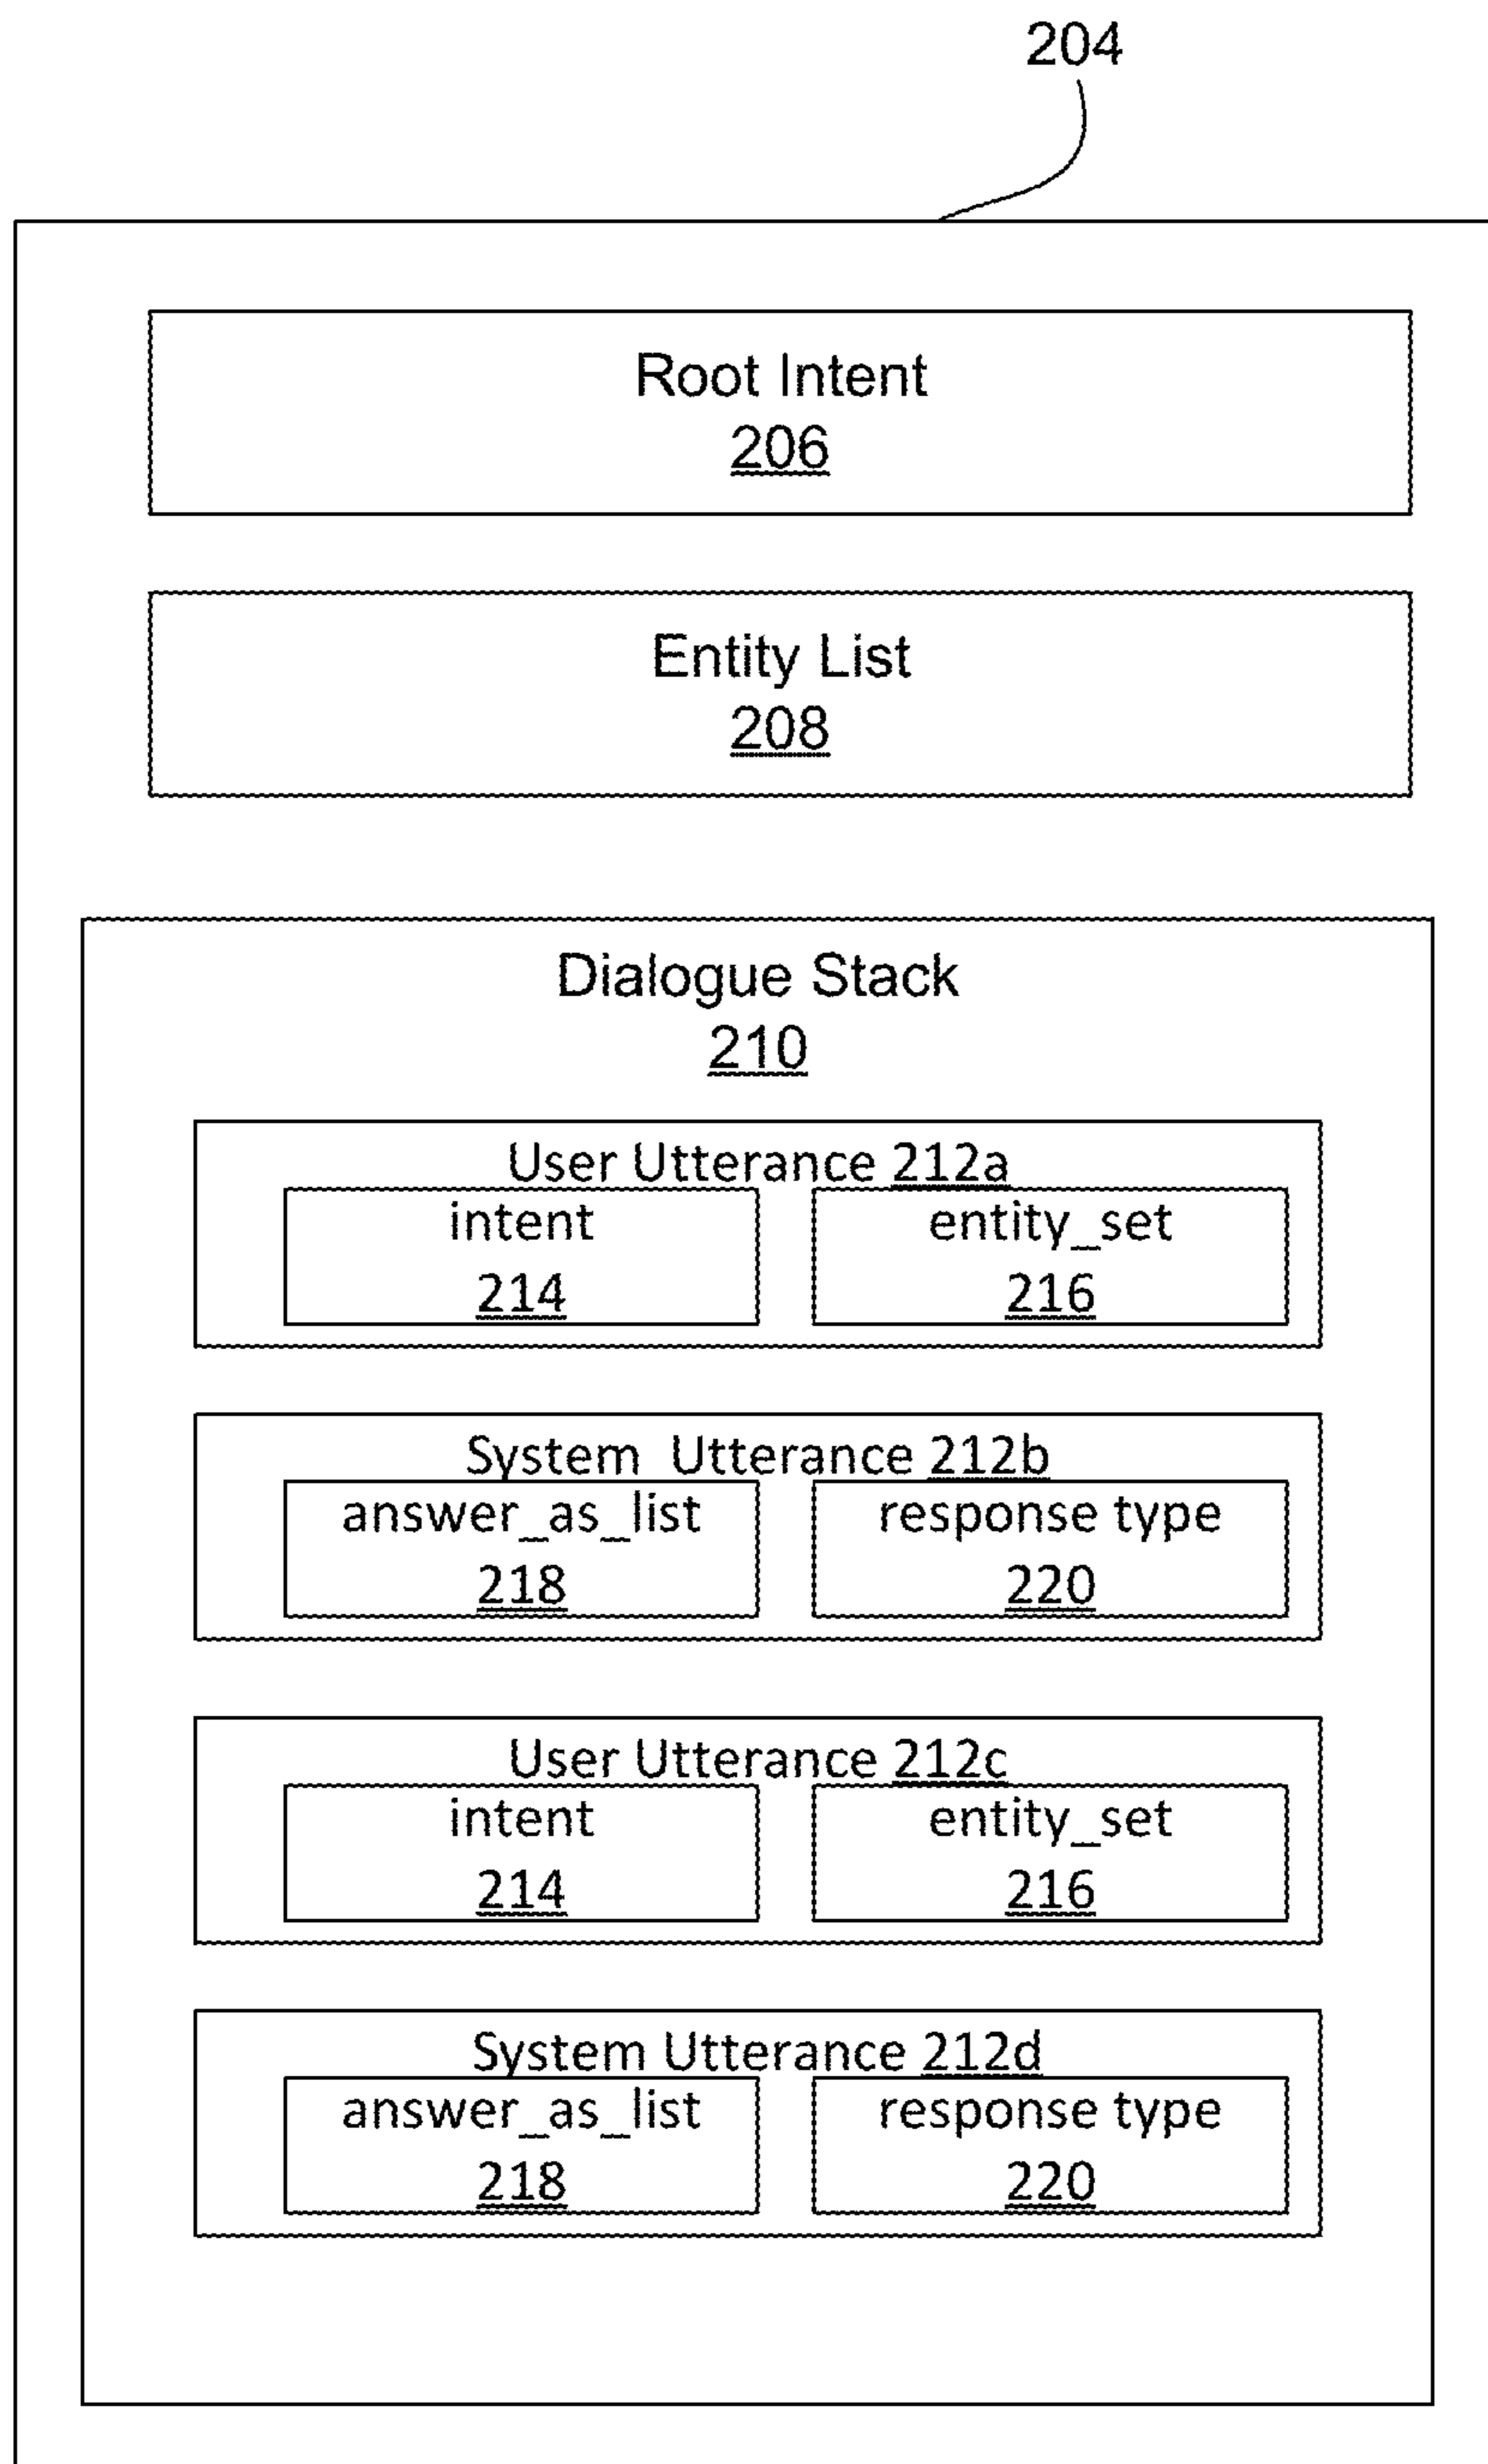 204
Root Intent
206
Entity List
208
Dialogue Stack
210
User Utterance 212a
intent entity_set
214 216
System Utterance 212b
answer_as_list response type
218 220
User Utterance 212c
intent entity_set
214 216
System Utterance 212d
answer_as_list response type
218 220